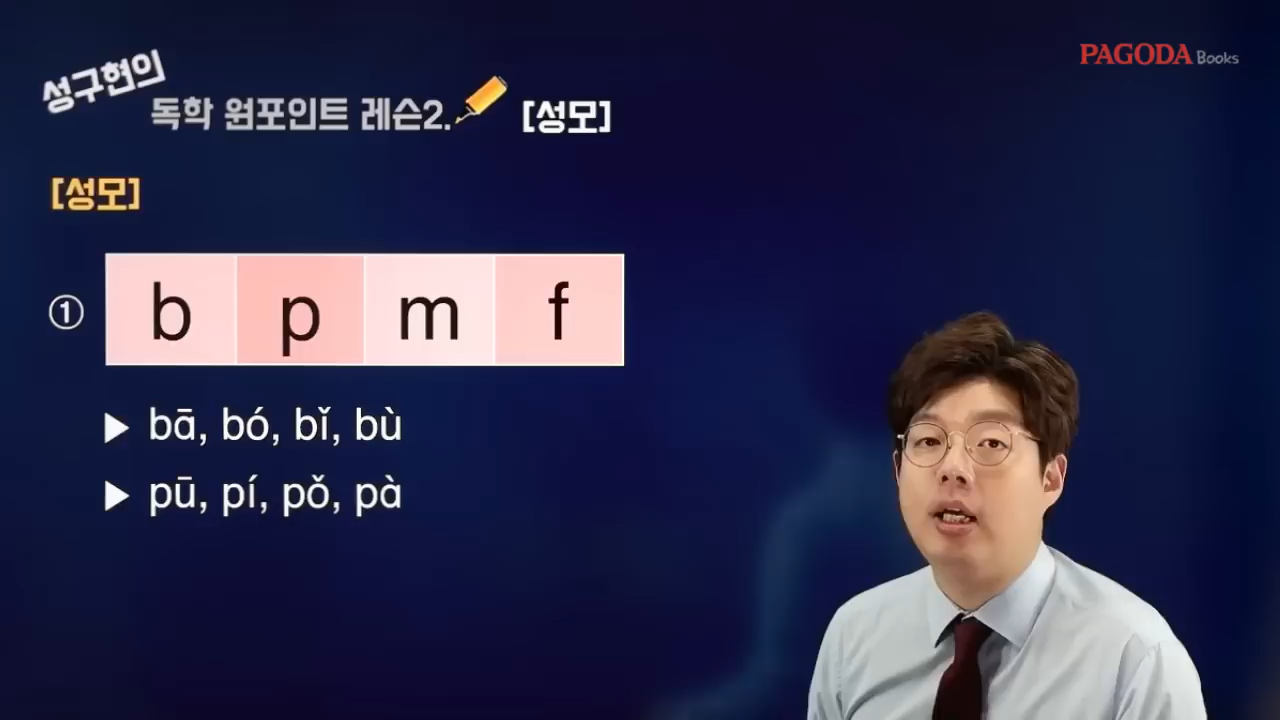 PAGODA Books
성구현의
독학 원포인트 레슨2. [성모]
[성모]
① b p m f
▶ bā, bó, bǐ, bù
▶ pū, pí, pǒ, pà